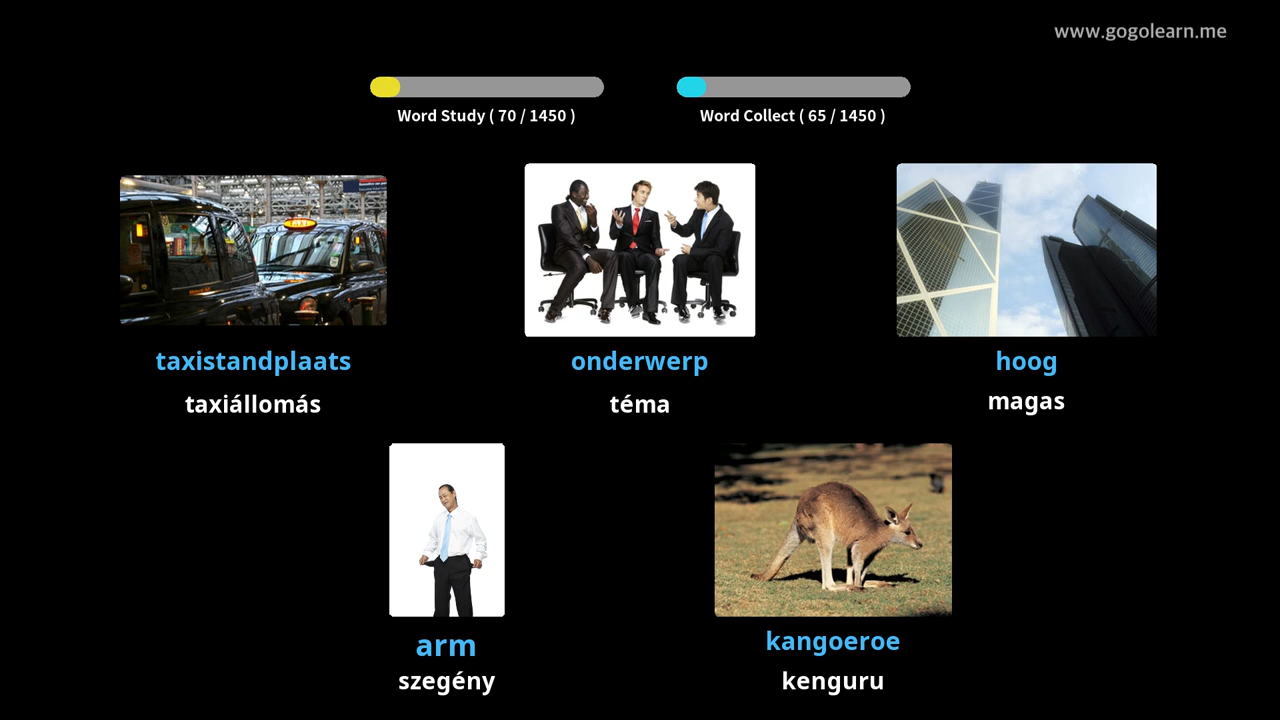 www.gogolearn.me
Word Study ( 70 / 1450 )
Word Collect ( 65 / 1450 )
TAXI
taxistandplaats
onderwerp
hoog
taxiállomás
téma
magas
arm
kangoeroe
szegény
kenguru